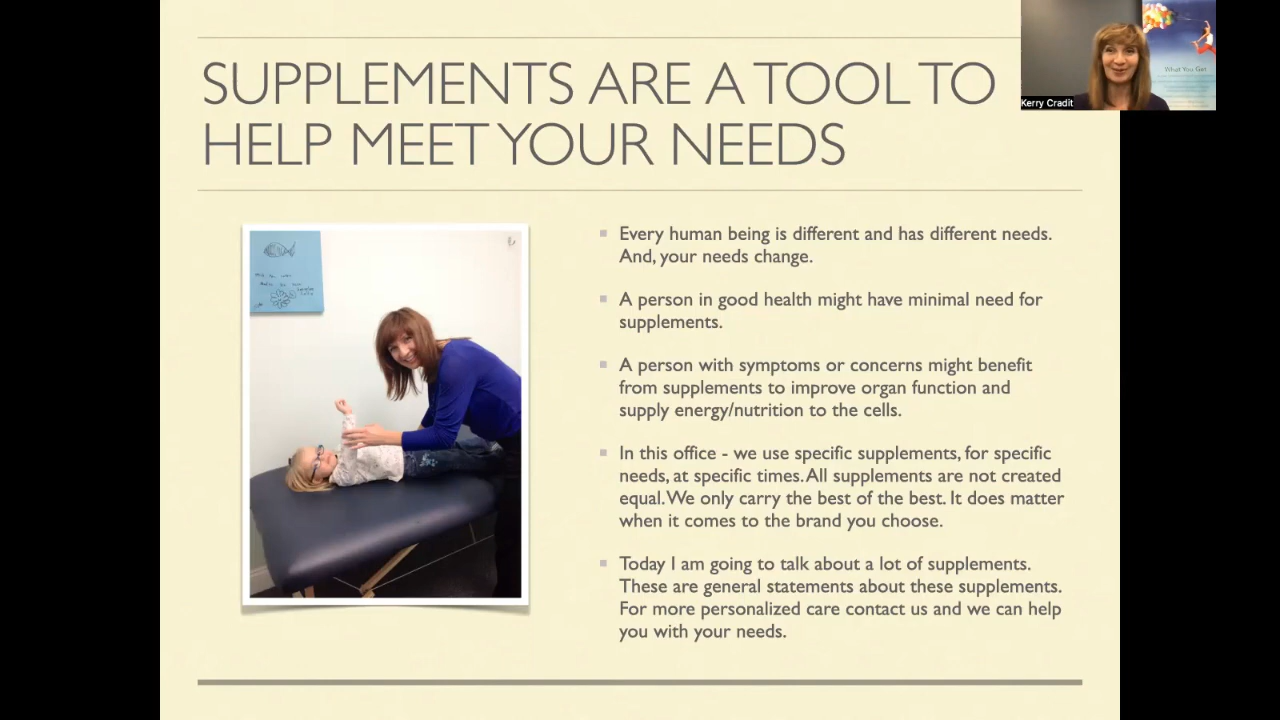 SUPPLEMENTS ARE A TOOL TO
HELP MEET YOUR NEEDS
What You Get
Kerry Cradit
Every human being is different and has different needs.
And, your needs change.
A person in good health might have minimal need for
supplements.
A person with symptoms or concerns might benefit
from supplements to improve organ function and
supply energy/nutrition to the cells.
In this office - we use specific supplements, for specific
needs, at specific times. All supplements are not created
equal. We only carry the best of the best. It does matter
when it comes to the brand you choose.
Today I am going to talk about a lot of supplements.
These are general statements about these supplements.
For more personalized care contact us and we can help
you with your needs.